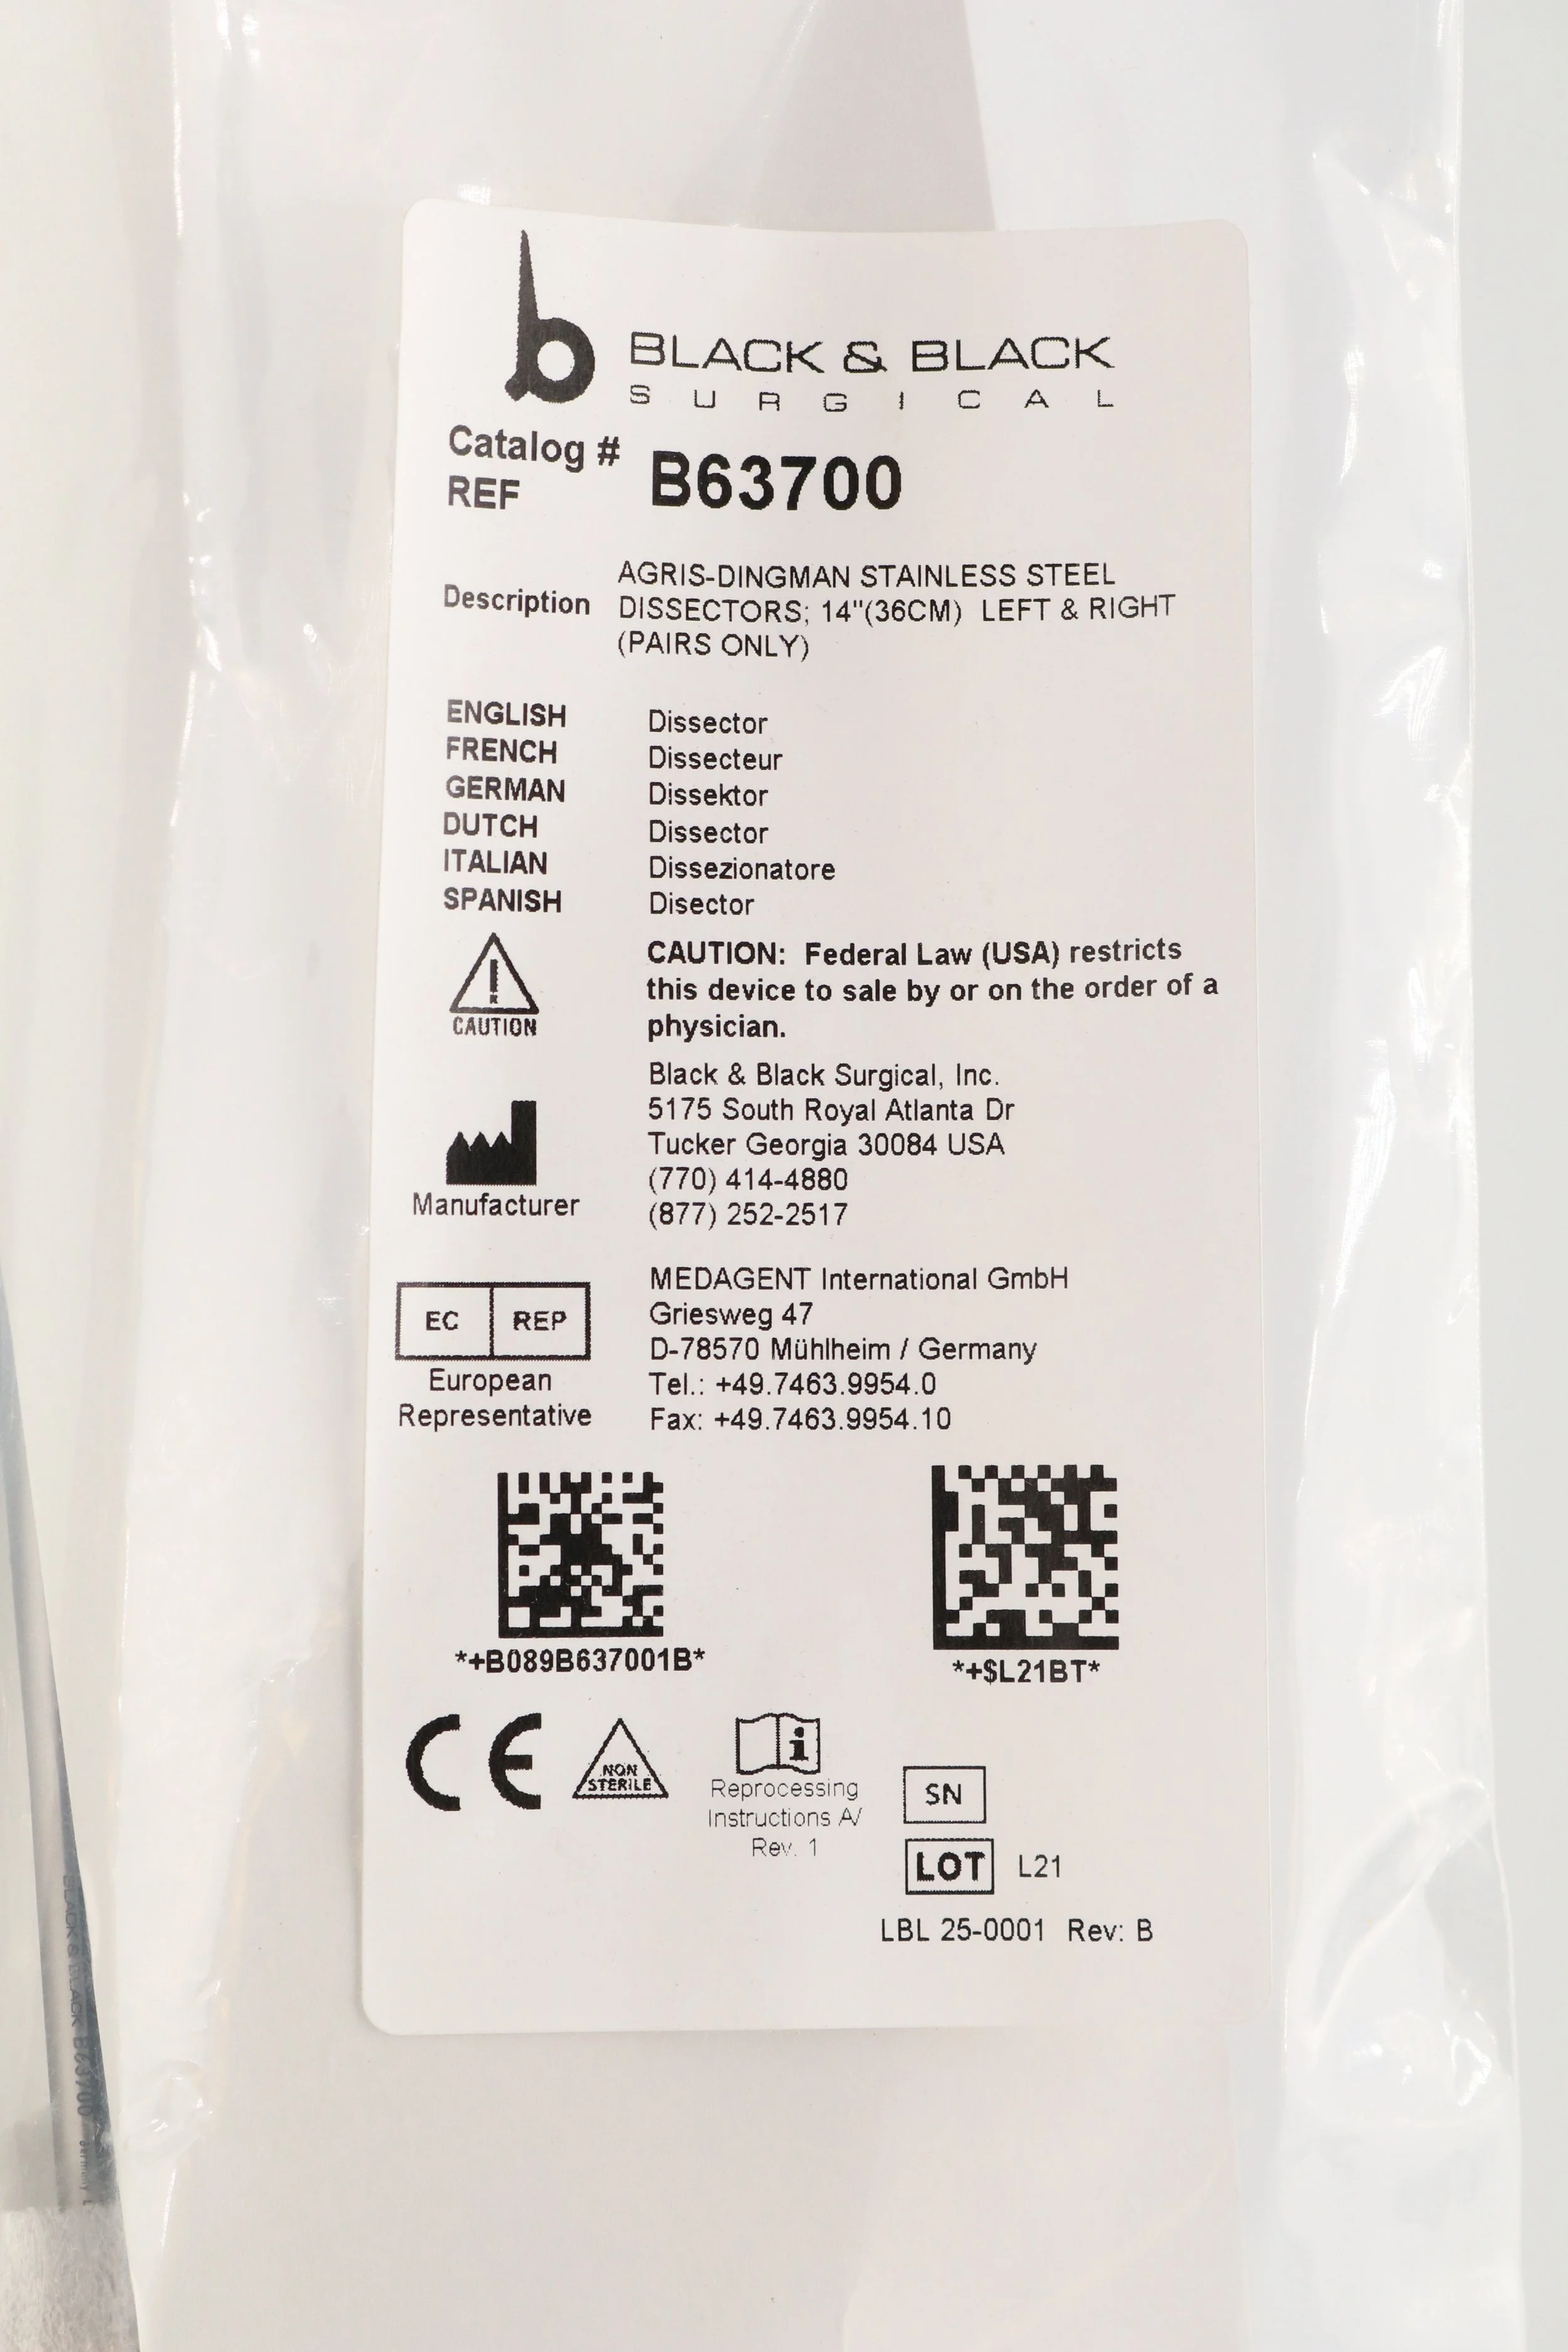 BLACK & BLACK
SURGICAL
Catalog #
REF
B63700
Description
AGRIS-DINGMAN STAINLESS STEEL
DISSECTORS; 14"(36CM) LEFT & RIGHT
(PAIRS ONLY)
ENGLISH Dissector
FRENCH Dissecteur
GERMAN Dissektor
DUTCH Dissector
ITALIAN Dissezionatore
SPANISH Disector
CAUTION
CAUTION: Federal Law (USA) restricts
this device to sale by or on the order of a
physician.
Manufacturer
Black & Black Surgical, Inc.
5175 South Royal Atlanta Dr
Tucker Georgia 30084 USA
(770) 414-4880
(877) 252-2517
EC REP
European
Representative
MEDAGENT International GmbH
Griesweg 47
D-78570 Mühlheim / Germany
Tel.: +49.7463.9954.0
Fax: +49.7463.9954.10
*+B089B637001B*
*+$L21BT*
CE
NON
STERILE
i
Reprocessing
Instructions A/
Rev. 1
SN
LOT L21
LBL 25-0001 Rev: B
BLACK & BLACK B63700